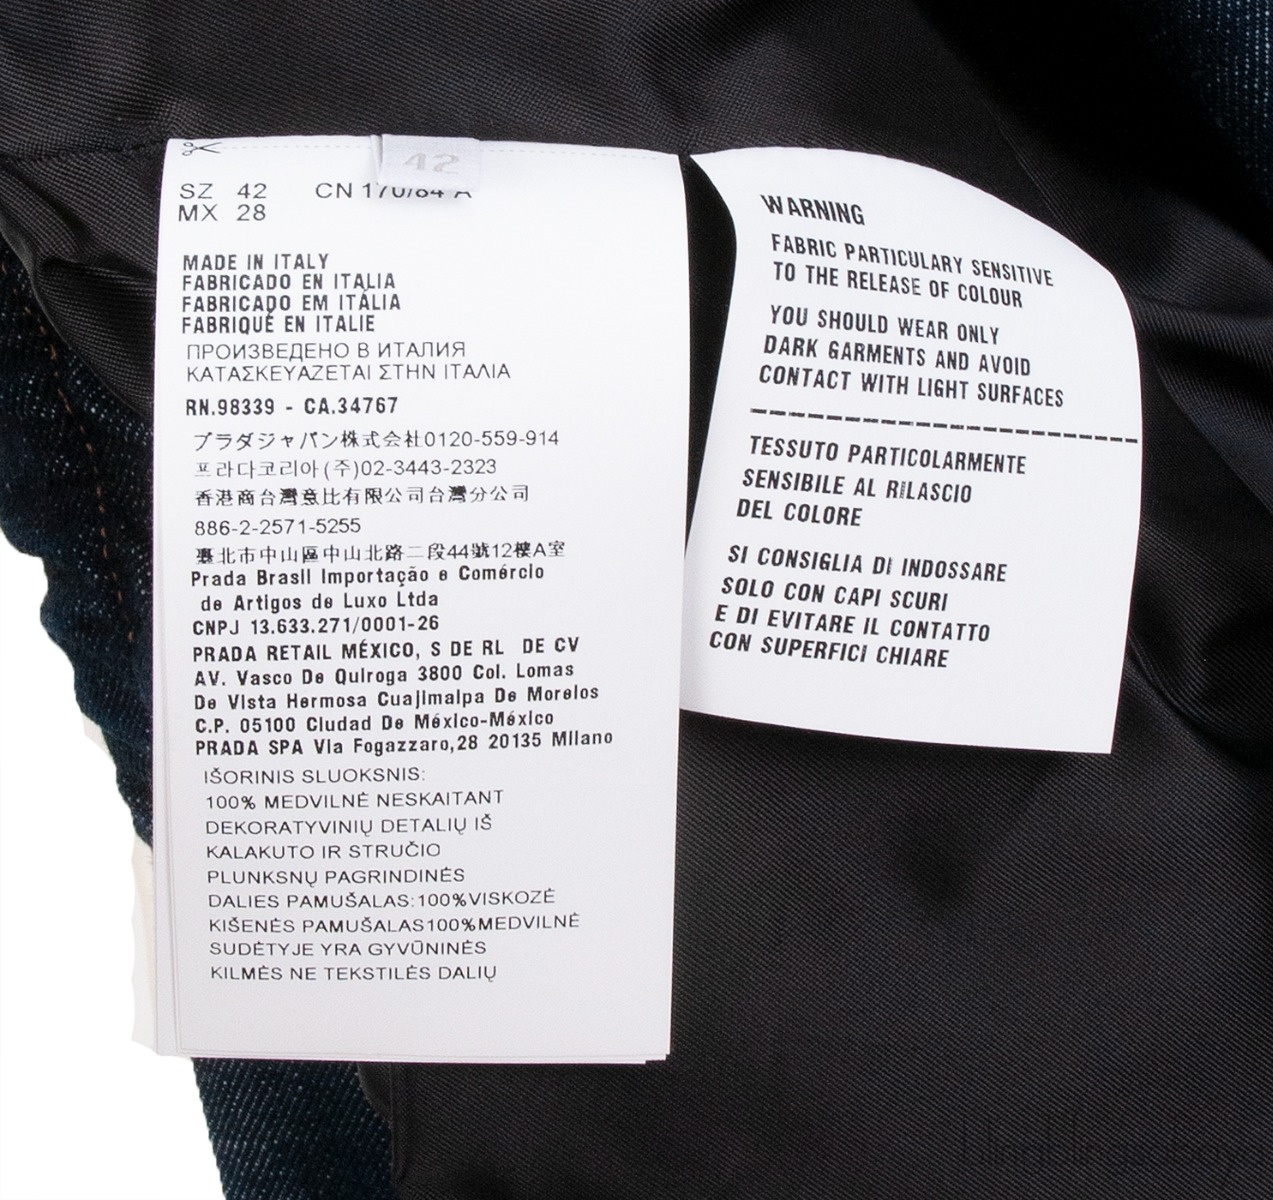 42
SZ 42 CN 170/84 A
MX 28
MADE IN ITALY
FABRICADO EN ITALIA
FABRICADO EM ITÁLIA
FABRIQUÉ EN ITALIE
ПРОИЗВЕДЕНО В ИТАЛИЯ
ΚΑΤΑΣΚΕΥΑΖΕΤΑΙ ΣΤΗΝ ΙΤΑΛΙΑ
RN.98339 - CA.34767
プラダジャパン株式会社0120-559-914
프라다코리아(주)02-3443-2323
香港商台灣意比有限公司台灣分公司
886-2-2571-5255
臺北市中山區中山北路二段44號12樓A室
Prada Brasil Importação e Comércio
de Artigos de Luxo Ltda
CNPJ 13.633.271/0001-26
PRADA RETAIL MÉXICO, S DE RL DE CV
AV. Vasco De Quiroga 3800 Col. Lomas
De Vista Hermosa Cuajimalpa De Morelos
C.P. 05100 Ciudad De México-México
PRADA SPA Via Fogazzaro,28 20135 Milano
IŠORINIS SLUOKSNIS:
100% MEDVILNĖ NESKAITANT
DEKORATYVINIŲ DETALIŲ IŠ
KALAKUTO IR STRUČIO
PLUNKSNŲ PAGRINDINĖS
DALIES PAMUŠALAS:100%VISKOZĖ
KIŠENĖS PAMUŠALAS100%MEDVILNĖ
SUDĖTYJE YRA GYVŪNINĖS
KILMĖS NE TEKSTILĖS DALIŲ
WARNING
FABRIC PARTICULARY SENSITIVE
TO THE RELEASE OF COLOUR
YOU SHOULD WEAR ONLY
DARK GARMENTS AND AVOID
CONTACT WITH LIGHT SURFACES
TESSUTO PARTICOLARMENTE
SENSIBILE AL RILASCIO
DEL COLORE
SI CONSIGLIA DI INDOSSARE
SOLO CON CAPI SCURI
E DI EVITARE IL CONTATTO
CON SUPERFICI CHIARE